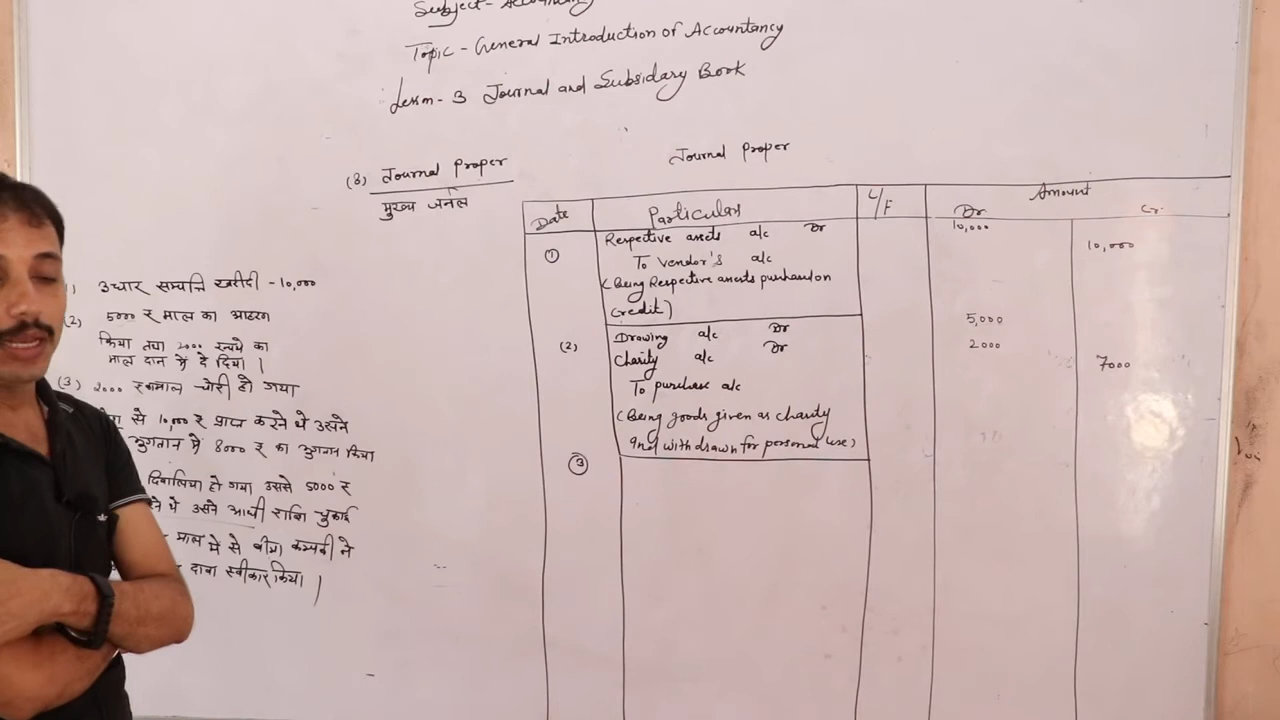 Subject - Accountancy
Topic - General Introduction of Accountancy
Lesson - 3 Journal and Subsidary Book
(8) Journal Proper
मुख्य जर्नल
Journal Proper
Date Particulars L/F Amount
Dr Cr.
① Respective assets a/c Dr 10,000
To Vendor's a/c 10,000
(Being Respective assets purchased on
Credit)
(2) Drawing a/c Dr 5,000
Charity a/c Dr 2000
To purchase a/c 7000
(Being goods given as charity
and withdrawn for personal use)
③
1) उधार सम्पत्ति खरीदी - 10,000
(2) 5000 ₹ माल का आहरण
किया तथा 2000 रुपये का
माल दान में दे दिया |
(3) 2000 ₹ का माल चोरी हो गया
से 10,000 ₹ प्राप्त करने थे उसने
भुगतान में 8000 ₹ का भुगतान किया
दिवालिया हो गया उससे 5000 ₹
थे उसने आधी राशि चुकाई
माल में से बीमा कम्पनी ने
दावा स्वीकार किया |